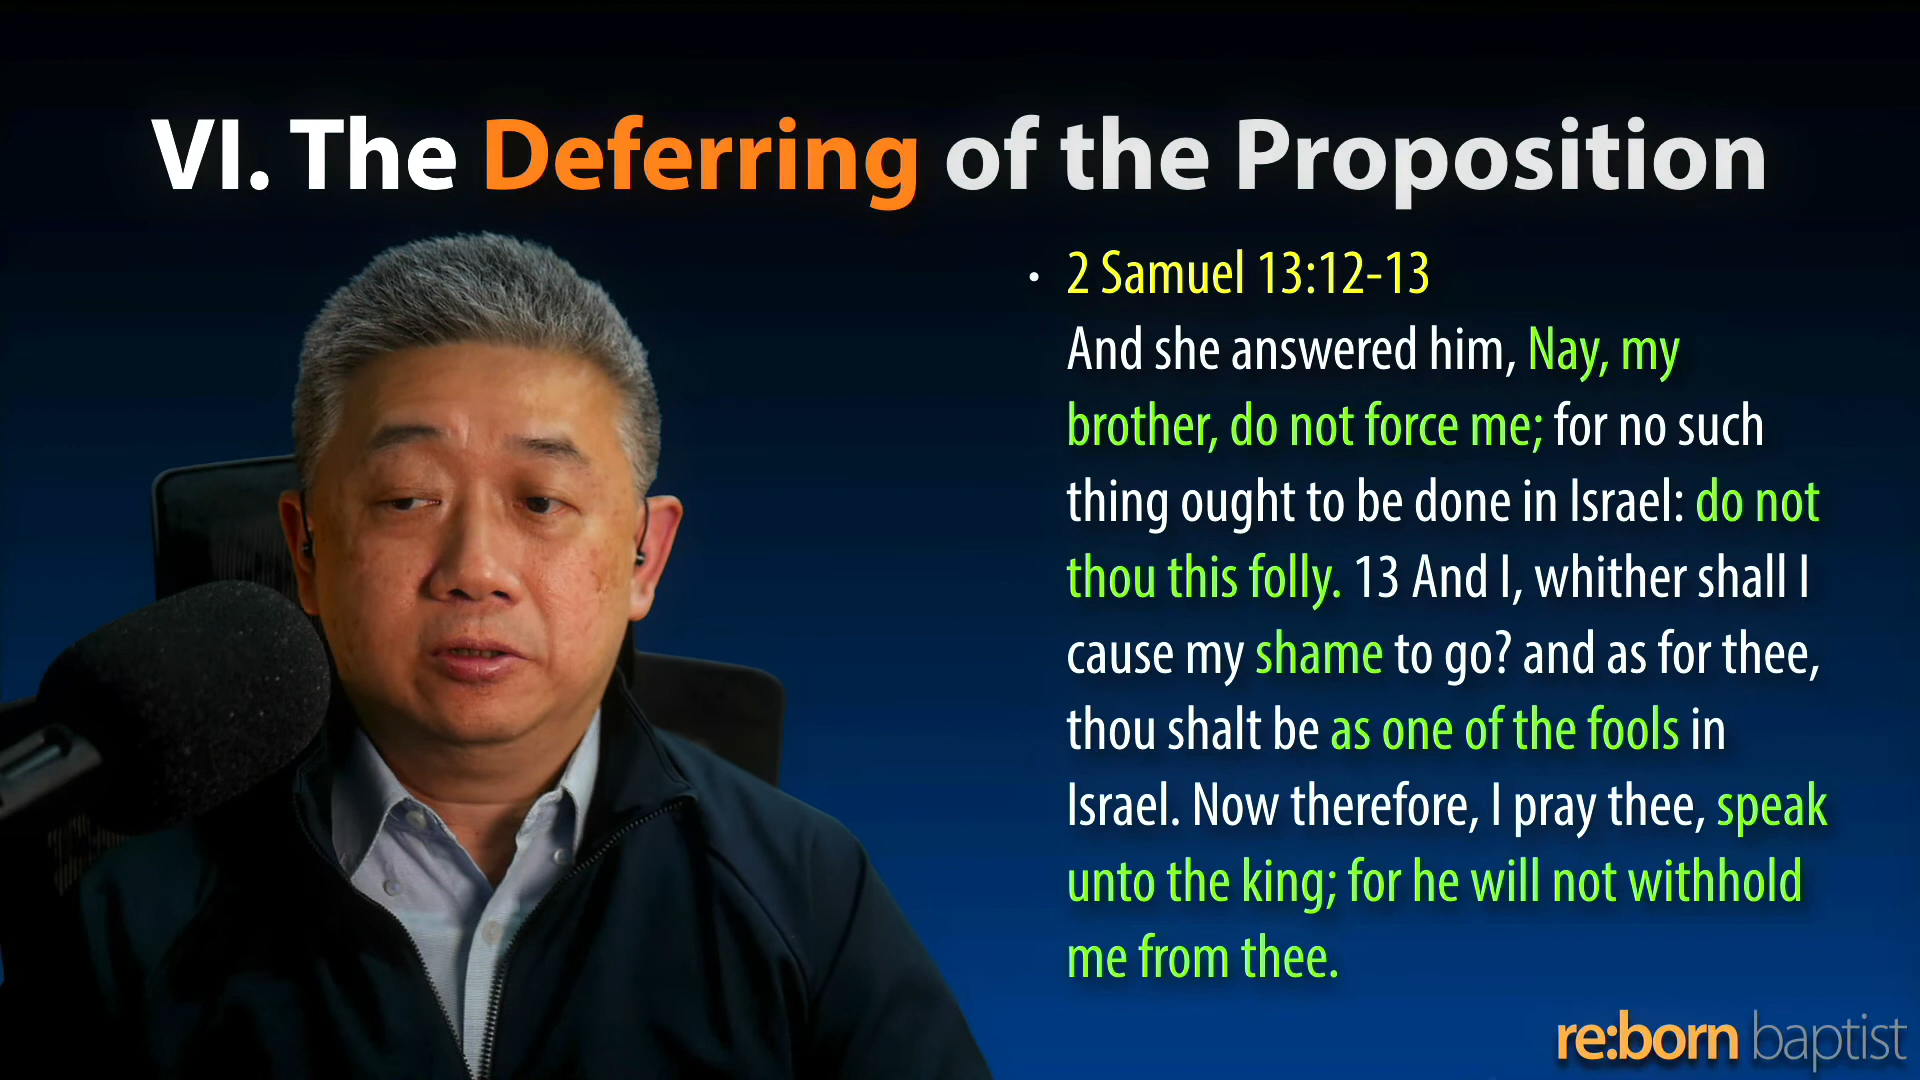 VI. The Deferring of the Proposition
• 2 Samuel 13:12-13
And she answered him, Nay, my
brother, do not force me; for no such
thing ought to be done in Israel: do not
thou this folly. 13 And I, whither shall I
cause my shame to go? and as for thee,
thou shalt be as one of the fools in
Israel. Now therefore, I pray thee, speak
unto the king; for he will not withhold
me from thee.
re:born baptist